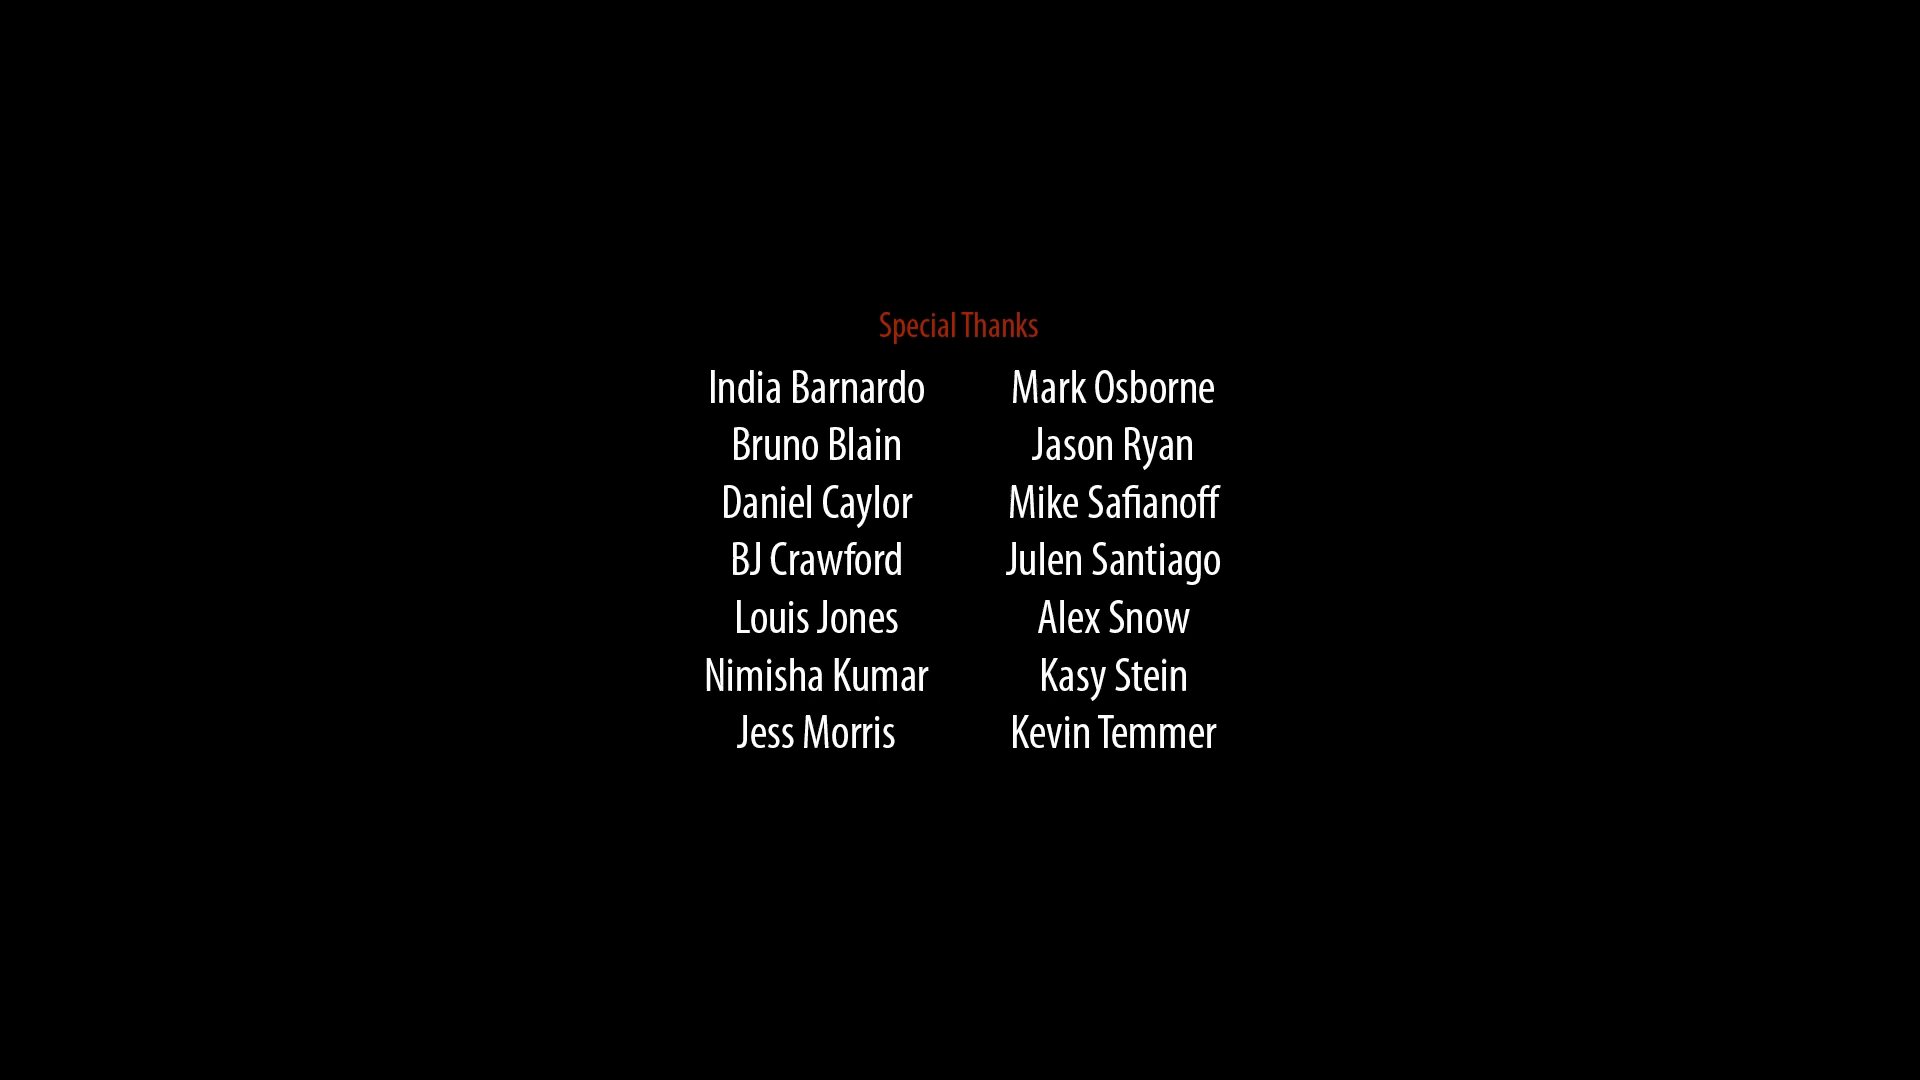 Special Thanks
India Barnardo
Bruno Blain
Daniel Caylor
BJ Crawford
Louis Jones
Nimisha Kumar
Jess Morris
Mark Osborne
Jason Ryan
Mike Safianoff
Julen Santiago
Alex Snow
Kasy Stein
Kevin Temmer